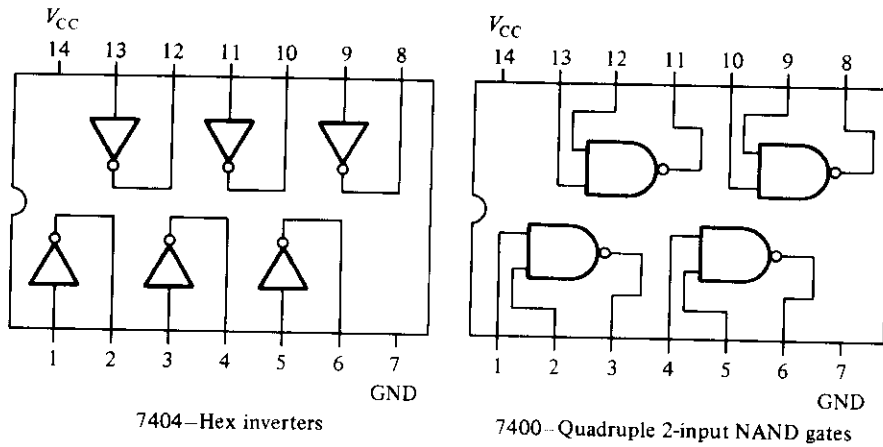 V_CC
14 13 12 11 10 9 8
1 2 3 4 5 6 7
GND
7404–Hex inverters
V_CC
14 13 12 11 10 9 8
1 2 3 4 5 6 7
GND
7400–Quadruple 2-input NAND gates